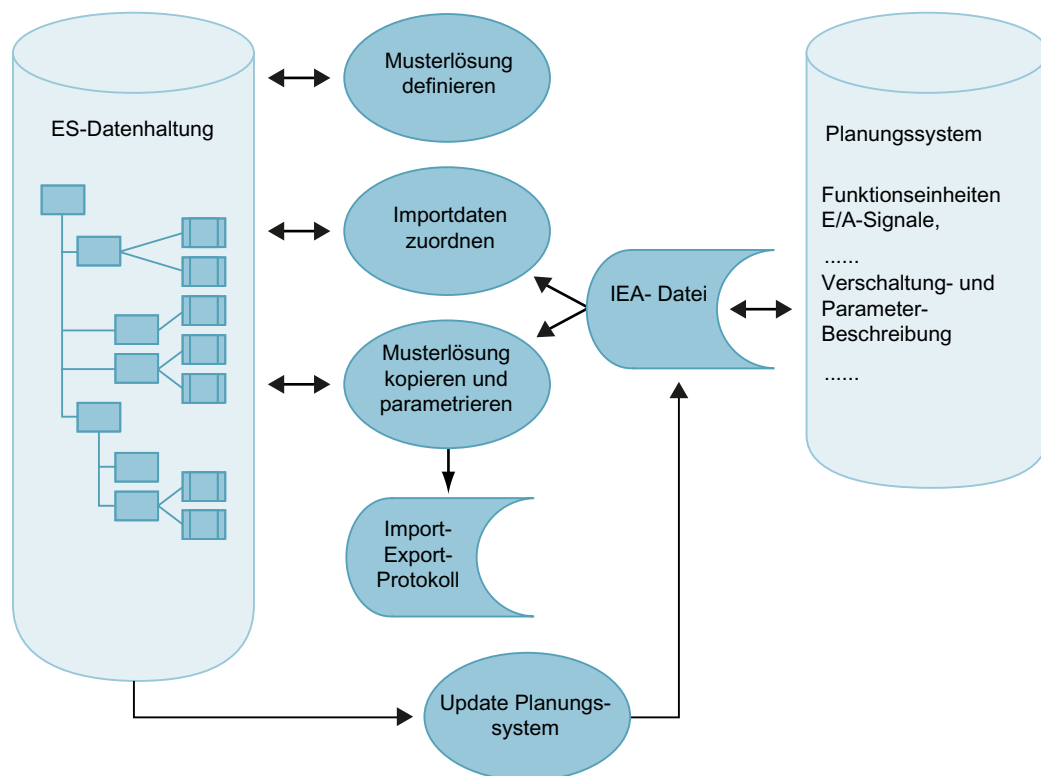 Musterlösung
definieren
ES-Datenhaltung
Planungssystem
Importdaten
zuordnen
Funktionseinheiten
E/A-Signale,
......
Verschaltung- und
Parameter-
Beschreibung
......
IEA- Datei
Musterlösung
kopieren und
parametrieren
Import-
Export-
Protokoll
Update Planungs-
system